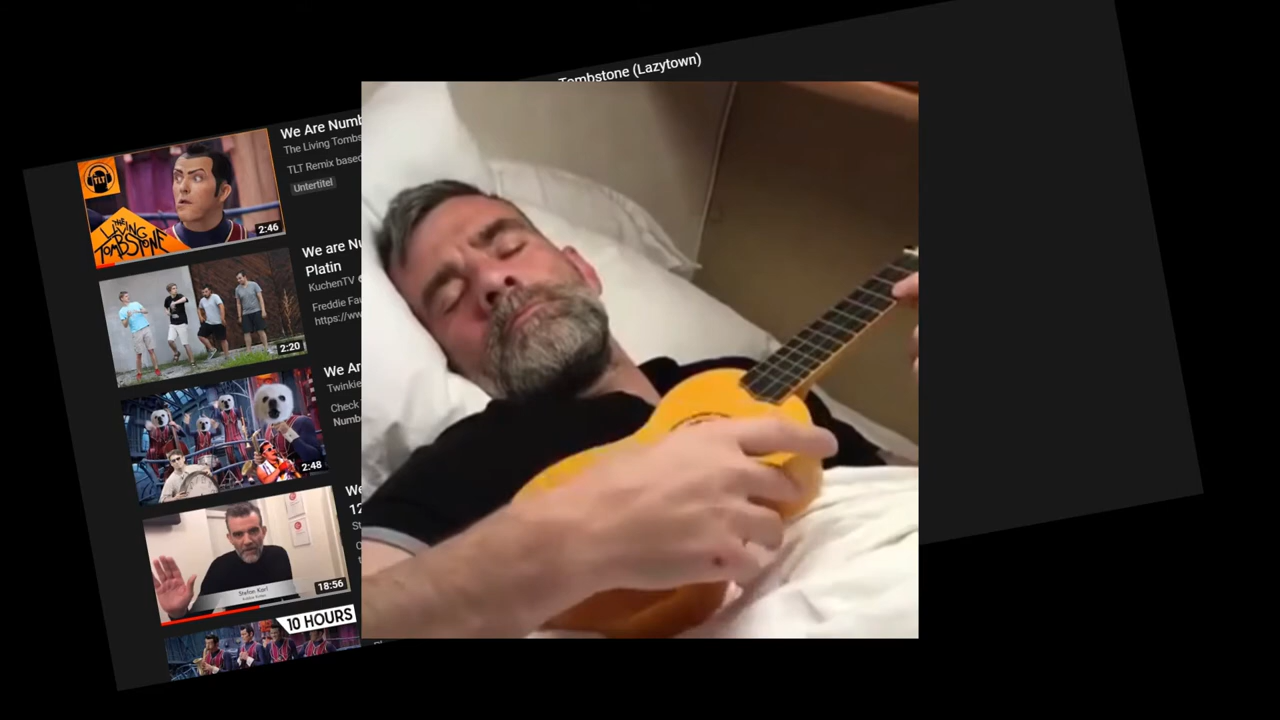 Tombstone (Lazytown)
We Are Numb
The Living Tombs
TLT Remix based
Untertitel
TLT
THE LIVING TOMBSTONE
2:46
We are Nu
Platin
KuchenTV
Freddie Fau
https://ww
2:20
We Ar
Twinkie
Check
Numb
2:48
We
12
Stefan Karl
18:56
10 HOURS